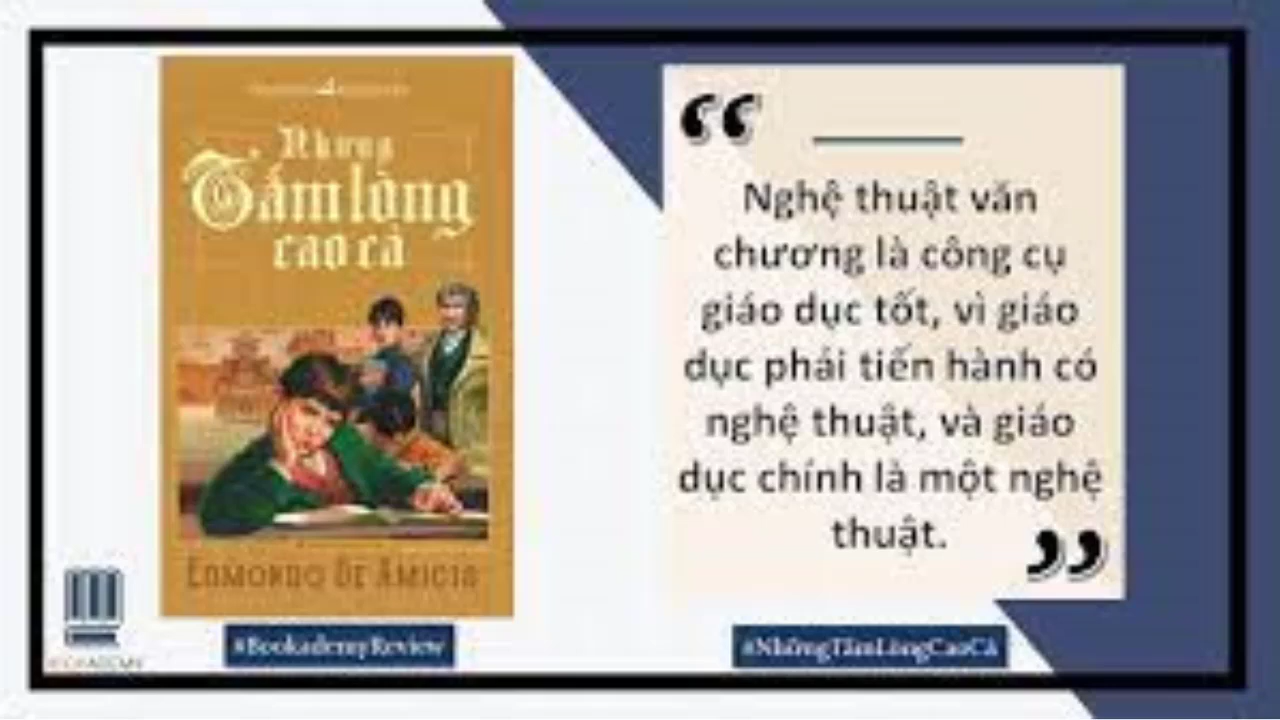 Những
Tấm lòng
cao cả
EDMONDO DE AMICIS
#BookademyReview
“
Nghệ thuật văn
chương là công cụ
giáo dục tốt, vì giáo
dục phải tiến hành có
nghệ thuật, và giáo
dục chính là một nghệ
thuật.
”
#NhữngTấmLòngCaoCả
BOOKADEMY